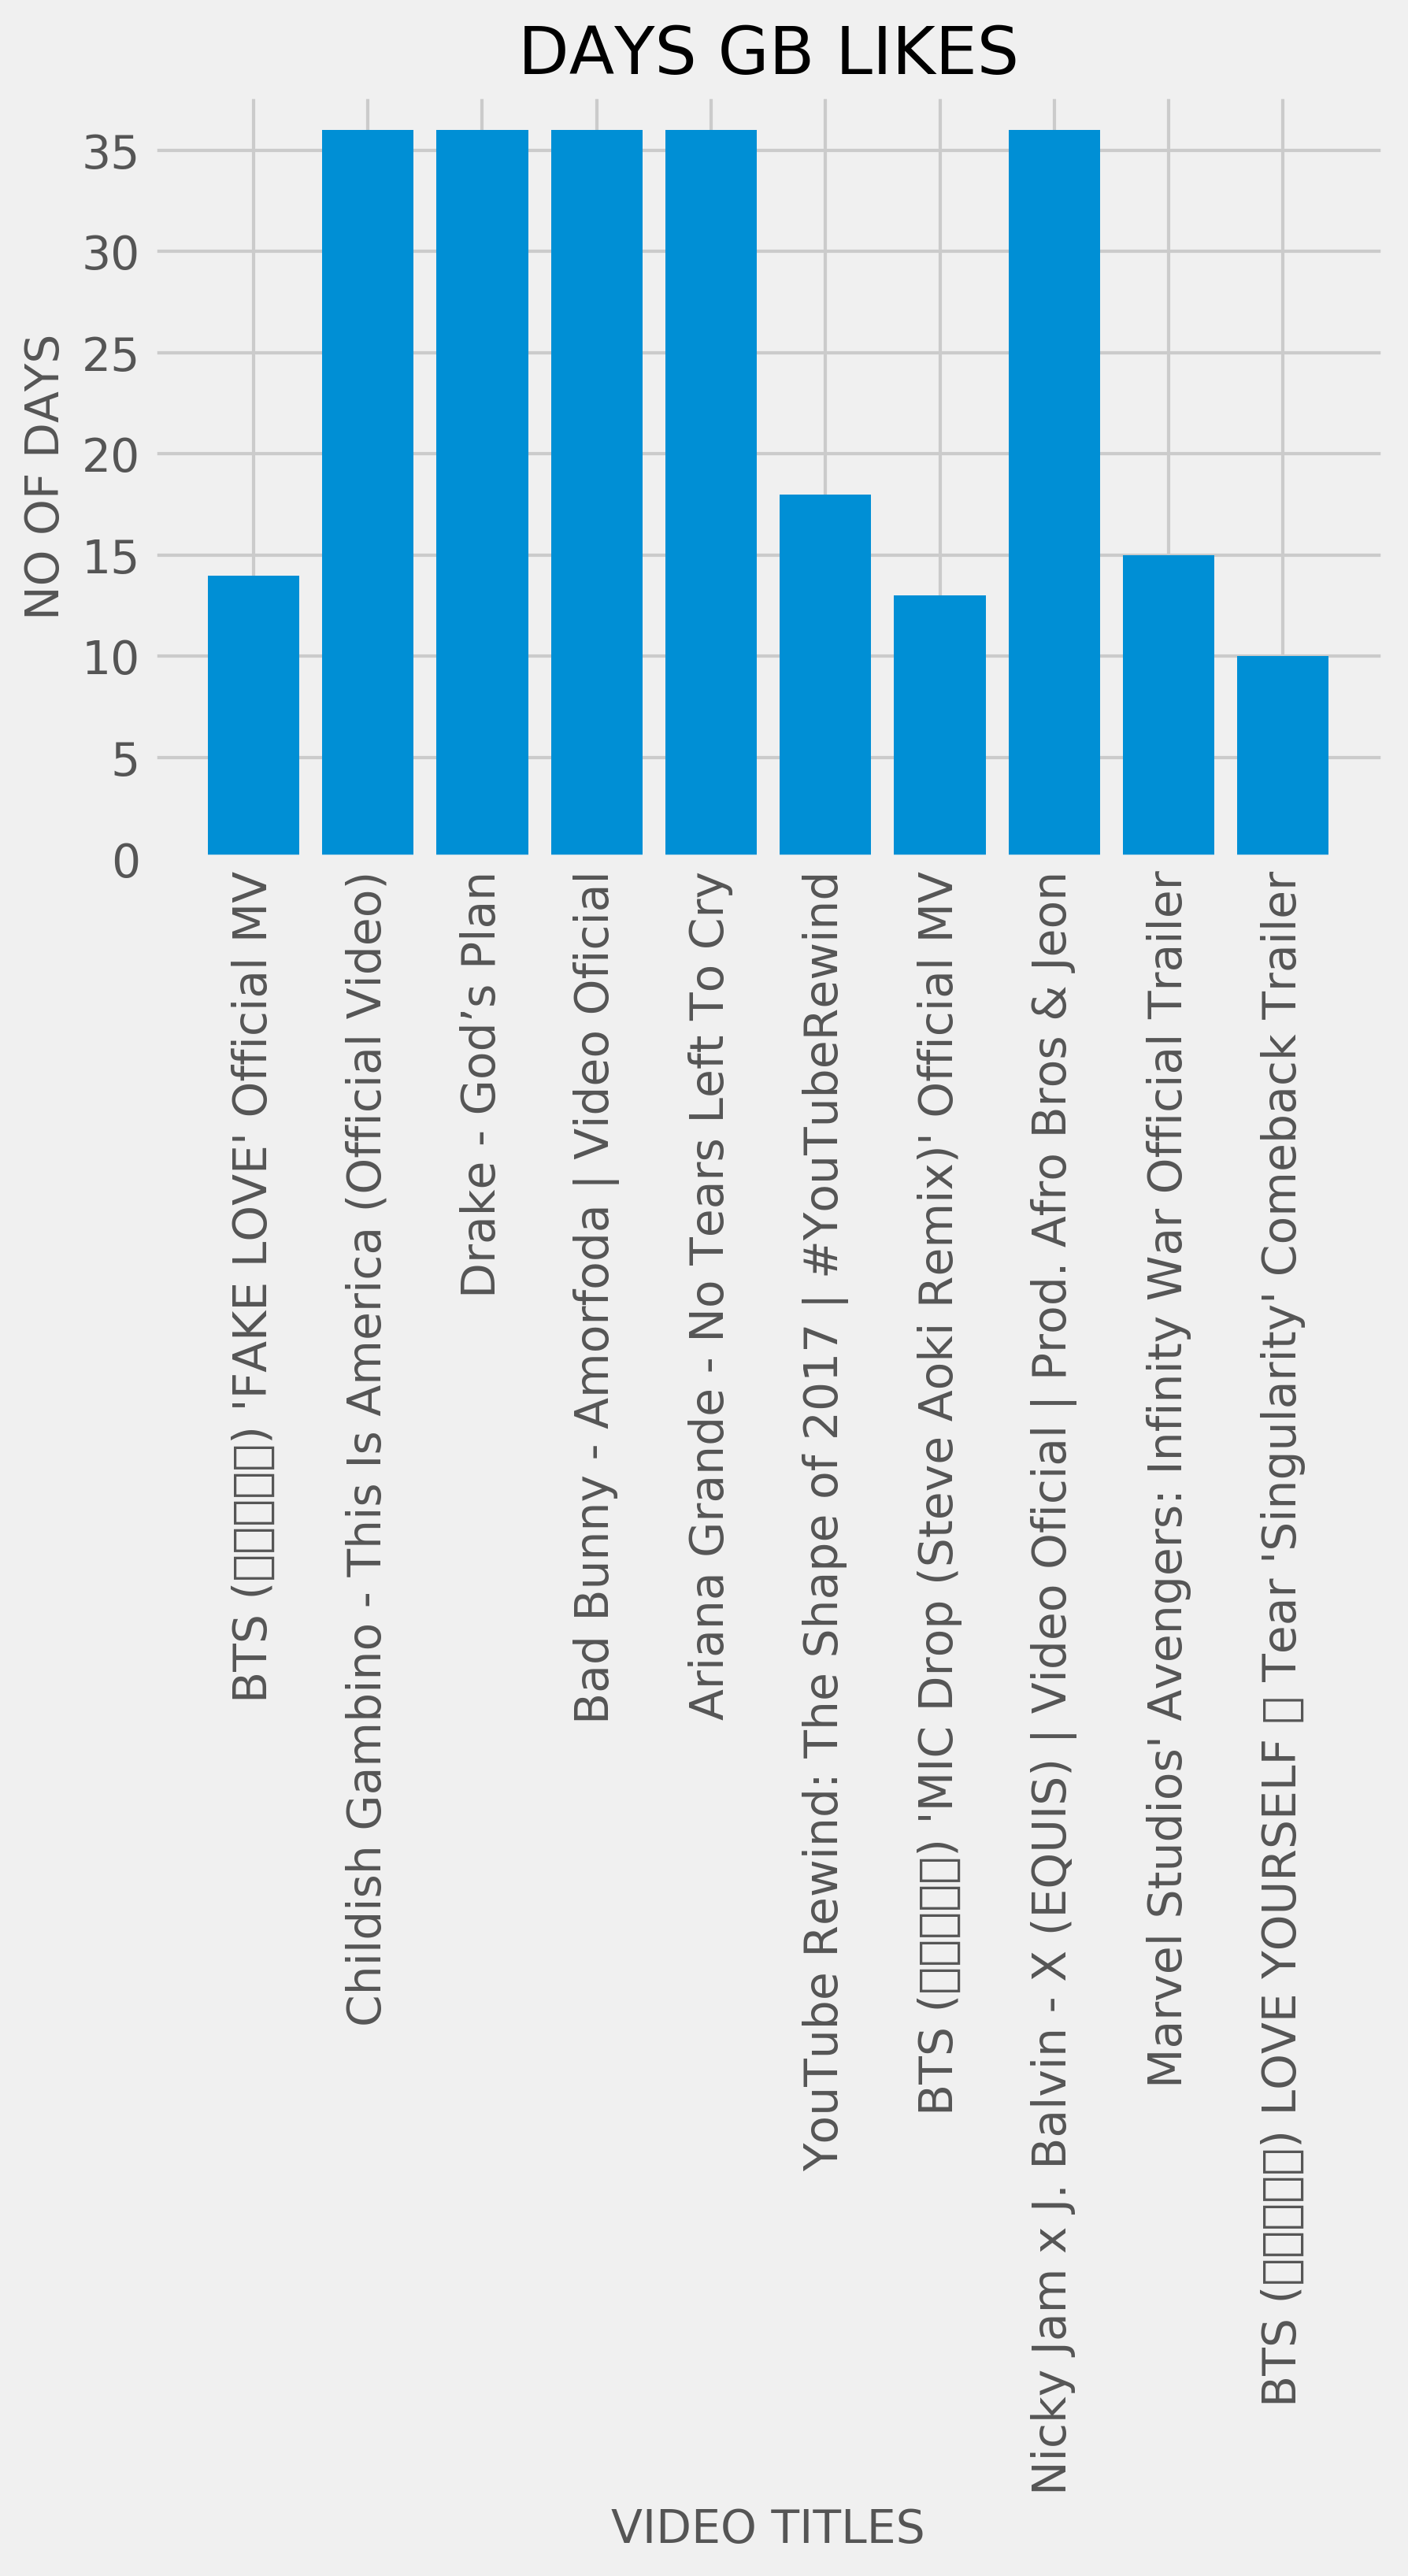 DAYS GB LIKES
NO OF DAYS
35
30
25
20
15
10
5
0
BTS (□□□□□) 'FAKE LOVE' Official MV
Childish Gambino - This Is America (Official Video)
Drake - God’s Plan
Bad Bunny - Amorfoda | Video Oficial
Ariana Grande - No Tears Left To Cry
YouTube Rewind: The Shape of 2017 | #YouTubeRewind
BTS (□□□□□) 'MIC Drop (Steve Aoki Remix)' Official MV
Nicky Jam x J. Balvin - X (EQUIS) | Video Oficial | Prod. Afro Bros & Jeon
Marvel Studios' Avengers: Infinity War Official Trailer
BTS (□□□□□) LOVE YOURSELF □ Tear 'Singularity' Comeback Trailer
VIDEO TITLES